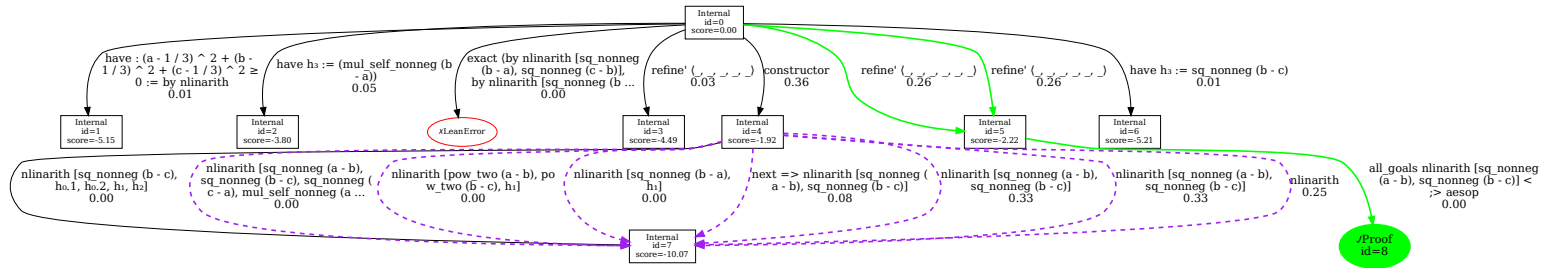 Internal
id=0
score=0.00
have : (a - 1 / 3) ^ 2 + (b -
1 / 3) ^ 2 + (c - 1 / 3) ^ 2 ≥
0 := by nlinarith
0.01
have h₃ := (mul_self_nonneg (b
- a))
0.05
exact ⟨by nlinarith [sq_nonneg
(b - a), sq_nonneg (c - b)],
by nlinarith [sq_nonneg (b ...
0.00
refine' ⟨_, _, _, _, _⟩
0.03
constructor
0.36
refine' ⟨_, _, _, _, _, _⟩
0.26
refine' ⟨_, _, _, _, _, _⟩
0.26
have h₃ := sq_nonneg (b - c)
0.01
Internal
id=1
score=-5.15
Internal
id=2
score=-3.80
✗LeanError
Internal
id=3
score=-4.49
Internal
id=4
score=-1.92
Internal
id=5
score=-2.22
Internal
id=6
score=-5.21
nlinarith [sq_nonneg (b - c),
h₀.1, h₀.2, h₁, h₂]
0.00
nlinarith [sq_nonneg (a - b),
sq_nonneg (b - c), sq_nonneg (
c - a), mul_self_nonneg (a ...
0.00
nlinarith [pow_two (a - b), po
w_two (b - c), h₁]
0.00
nlinarith [sq_nonneg (b - a),
h₁]
0.00
next => nlinarith [sq_nonneg (
a - b), sq_nonneg (b - c)]
0.08
nlinarith [sq_nonneg (a - b),
sq_nonneg (b - c)]
0.33
nlinarith [sq_nonneg (a - b),
sq_nonneg (b - c)]
0.33
nlinarith
0.25
all_goals nlinarith [sq_nonneg
(a - b), sq_nonneg (b - c)] <
;> aesop
0.00
Internal
id=7
score=-10.07
✓Proof
id=8